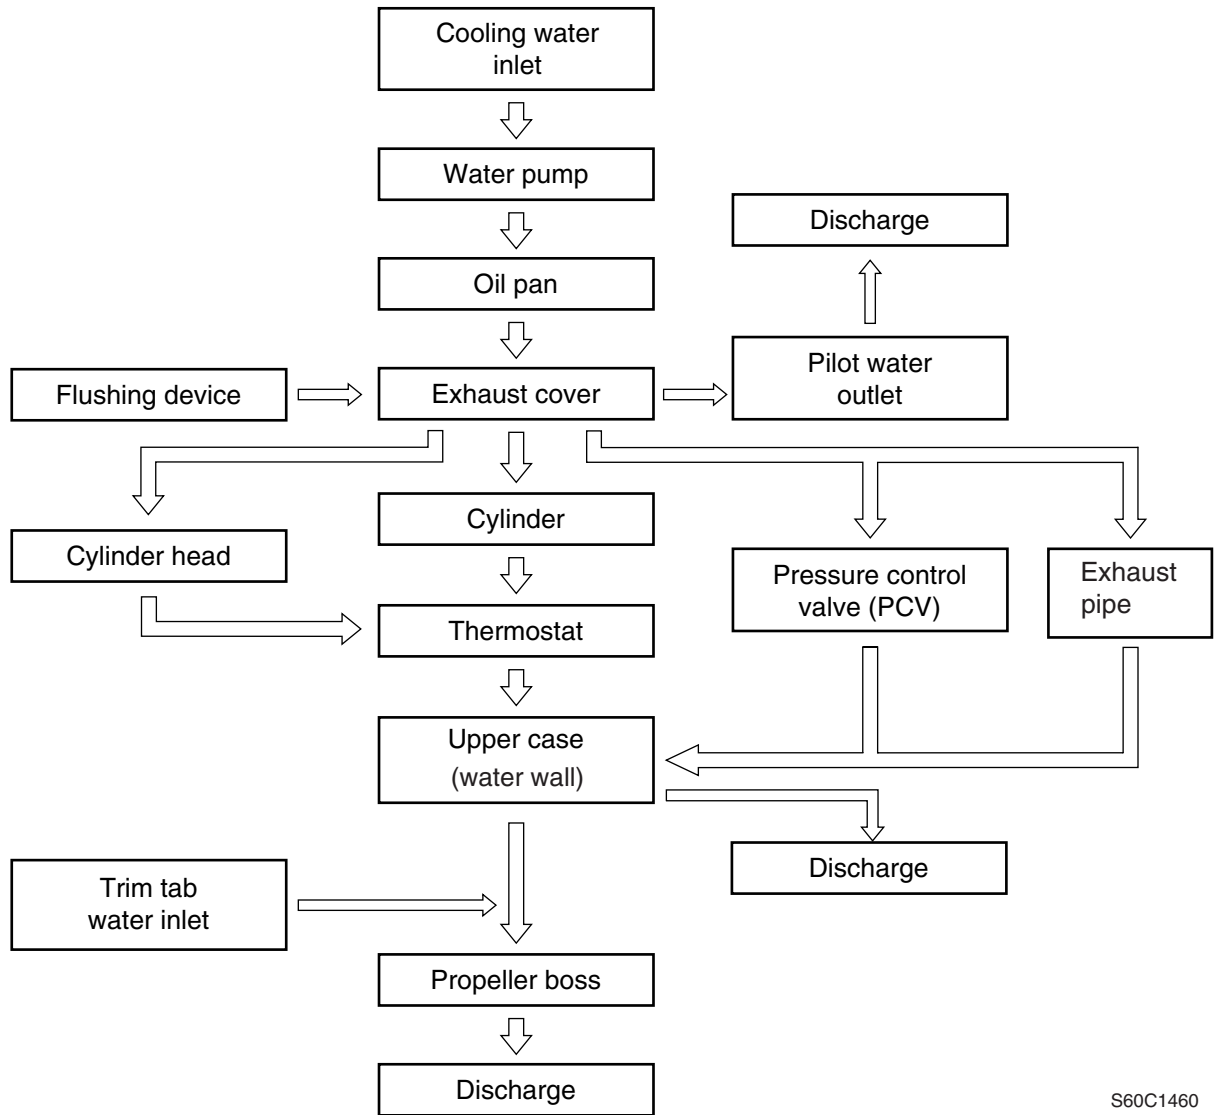 Cooling water
inlet
Water pump
Discharge
Oil pan
Pilot water
outlet
Flushing device
Exhaust cover
Cylinder
Cylinder head
Pressure control
valve (PCV)
Exhaust
pipe
Thermostat
Upper case
(water wall)
Discharge
Trim tab
water inlet
Propeller boss
Discharge
S60C1460